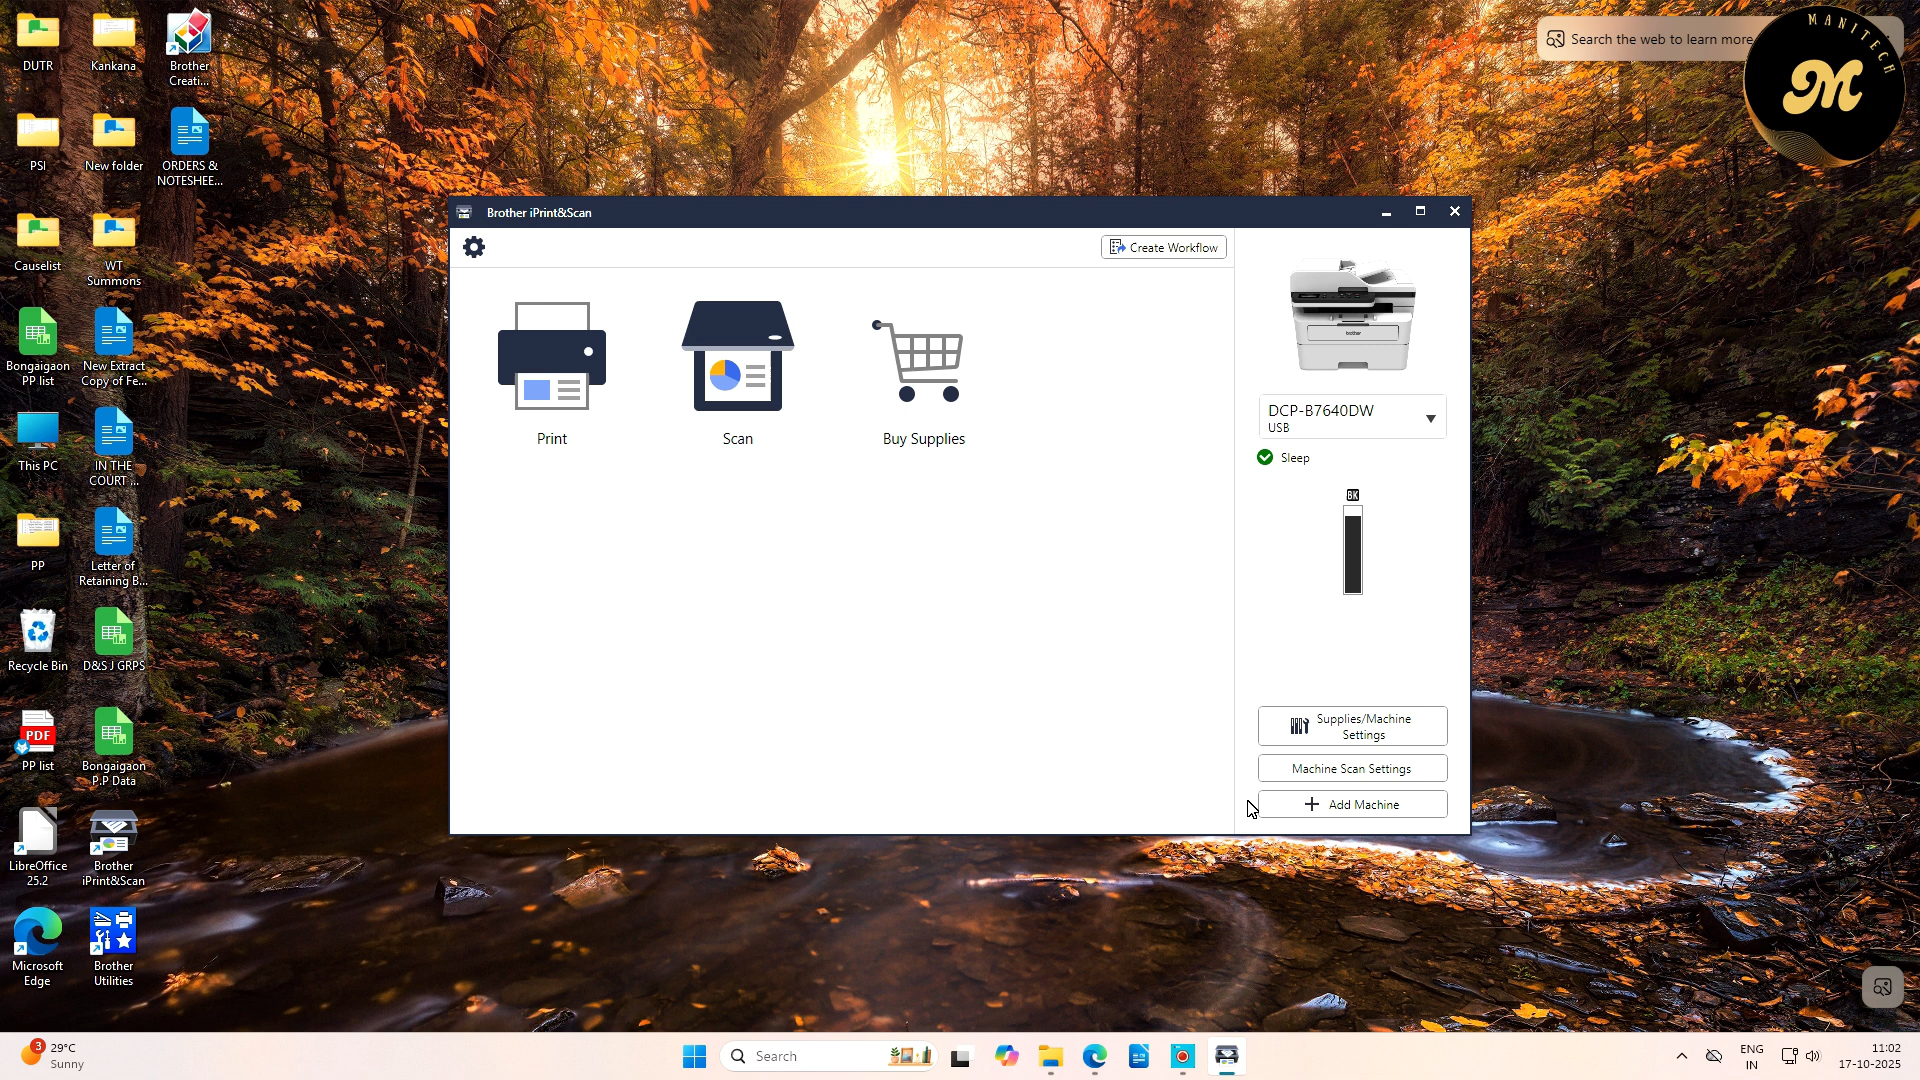 DUTR
Kankana
Brother
Creati...
PSI
New folder
ORDERS &
NOTESHEE...
Causelist
WT
Summons
Bongaigaon
PP list
New Extract
Copy of Fe...
This PC
IN THE
COURT ...
PP
Letter of
Retaining B...
Recycle Bin
D&S J GRPS
PDF
PP list
Bongaigaon
P.P Data
LibreOffice
25.2
Brother
iPrint&Scan
Microsoft
Edge
Brother
Utilities
Search the web to learn more
MANITECH
M
Brother iPrint&Scan
Create Workflow
Print
Scan
Buy Supplies
brother
DCP-B7640DW
USB
Sleep
BK
Supplies/Machine
Settings
Machine Scan Settings
Add Machine
3
29°C
Sunny
Search
ENG
IN
11:02
17-10-2025